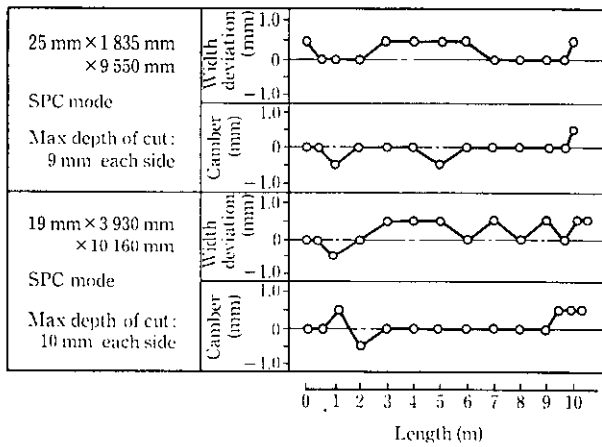 25 mm×1 835 mm
×9 550 mm
SPC mode
Max depth of cut:
9 mm each side
Width
deviation (mm)
1.0
0
−1.0
Camber
(mm)
1.0
0
−1.0
19 mm×3 930 mm
×10 160 mm
SPC mode
Max depth of cut:
10 mm each side
Width
deviation (mm)
1.0
0
−1.0
Camber
(mm)
1.0
0
−1.0
0 1 2 3 4 5 6 7 8 9 10
Length (m)